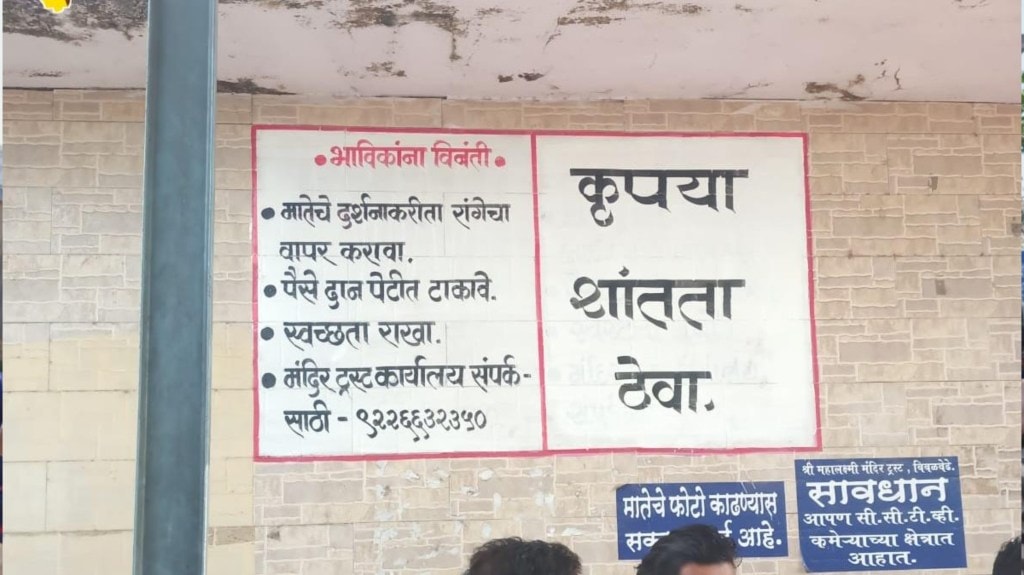 • भाविकांना विनंती •
• मातेचे दर्शनाकरीता रांगेचा
वापर करावा.
• पैसे दान पेटीत टाकावे.
• स्वच्छता राखा.
• मंदिर ट्रस्ट कार्यालय संपर्क-
साठी - ९२२६६३२३५०
कृपया
शांतता
ठेवा.
मातेचे फोटो काढण्यास
आहे.
श्री महालक्ष्मी मंदिर ट्रस्ट, विवळवेढे.
सावधान
आपण सी.सी.टी.व्ही.
कमेऱ्याच्या क्षेत्रात
आहात.